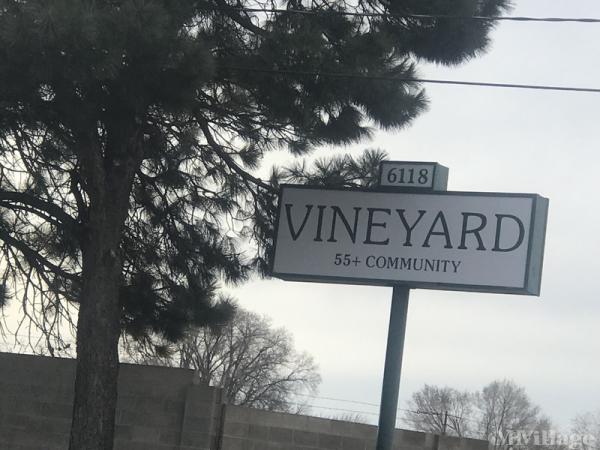 6118
VINEYARD
55+ COMMUNITY
MHVillage